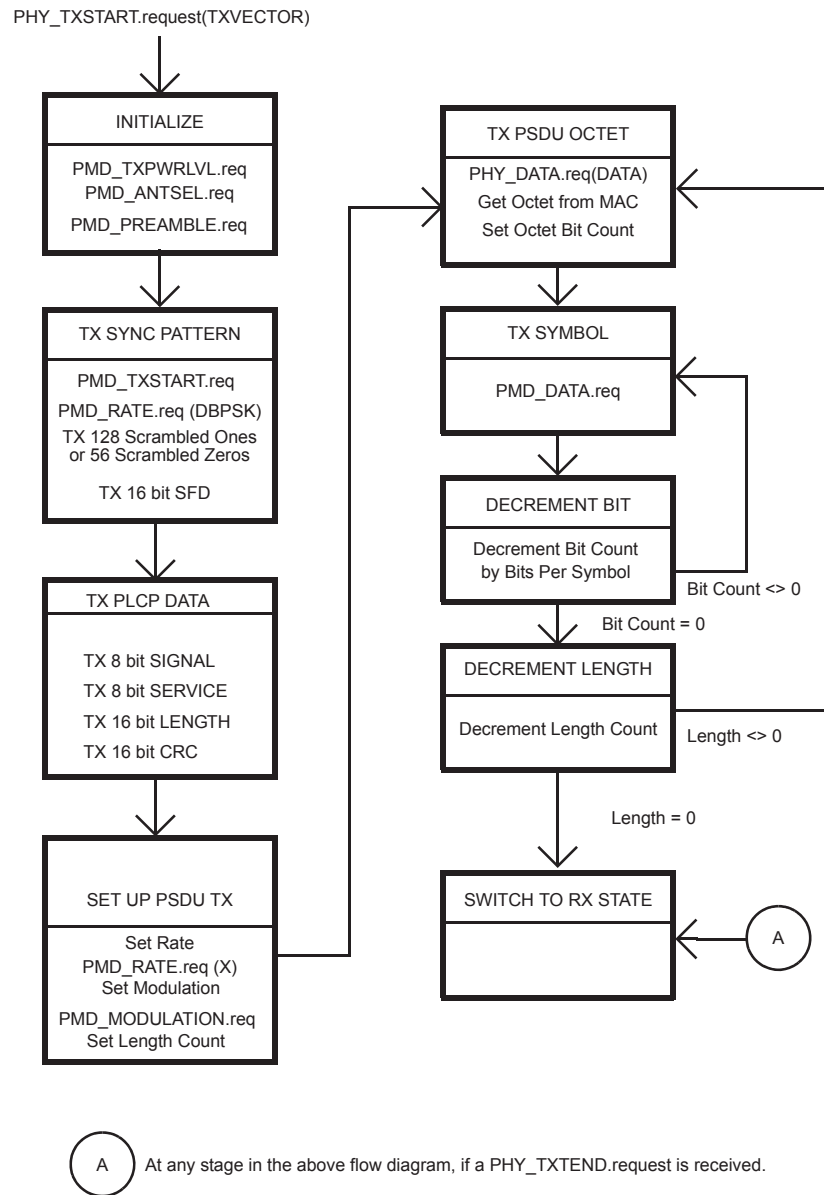 PHY_TXSTART.request(TXVECTOR)
INITIALIZE
PMD_TXPWRLVL.req
PMD_ANTSEL.req
PMD_PREAMBLE.req
TX SYNC PATTERN
PMD_TXSTART.req
PMD_RATE.req (DBPSK)
TX 128 Scrambled Ones
or 56 Scrambled Zeros
TX 16 bit SFD
TX PLCP DATA
TX 8 bit SIGNAL
TX 8 bit SERVICE
TX 16 bit LENGTH
TX 16 bit CRC
SET UP PSDU TX
Set Rate
PMD_RATE.req (X)
Set Modulation
PMD_MODULATION.req
Set Length Count
TX PSDU OCTET
PHY_DATA.req(DATA)
Get Octet from MAC
Set Octet Bit Count
TX SYMBOL
PMD_DATA.req
DECREMENT BIT
Decrement Bit Count
by Bits Per Symbol
Bit Count <> 0
Bit Count = 0
DECREMENT LENGTH
Decrement Length Count
Length <> 0
Length = 0
SWITCH TO RX STATE
A
A At any stage in the above flow diagram, if a PHY_TXTEND.request is received.